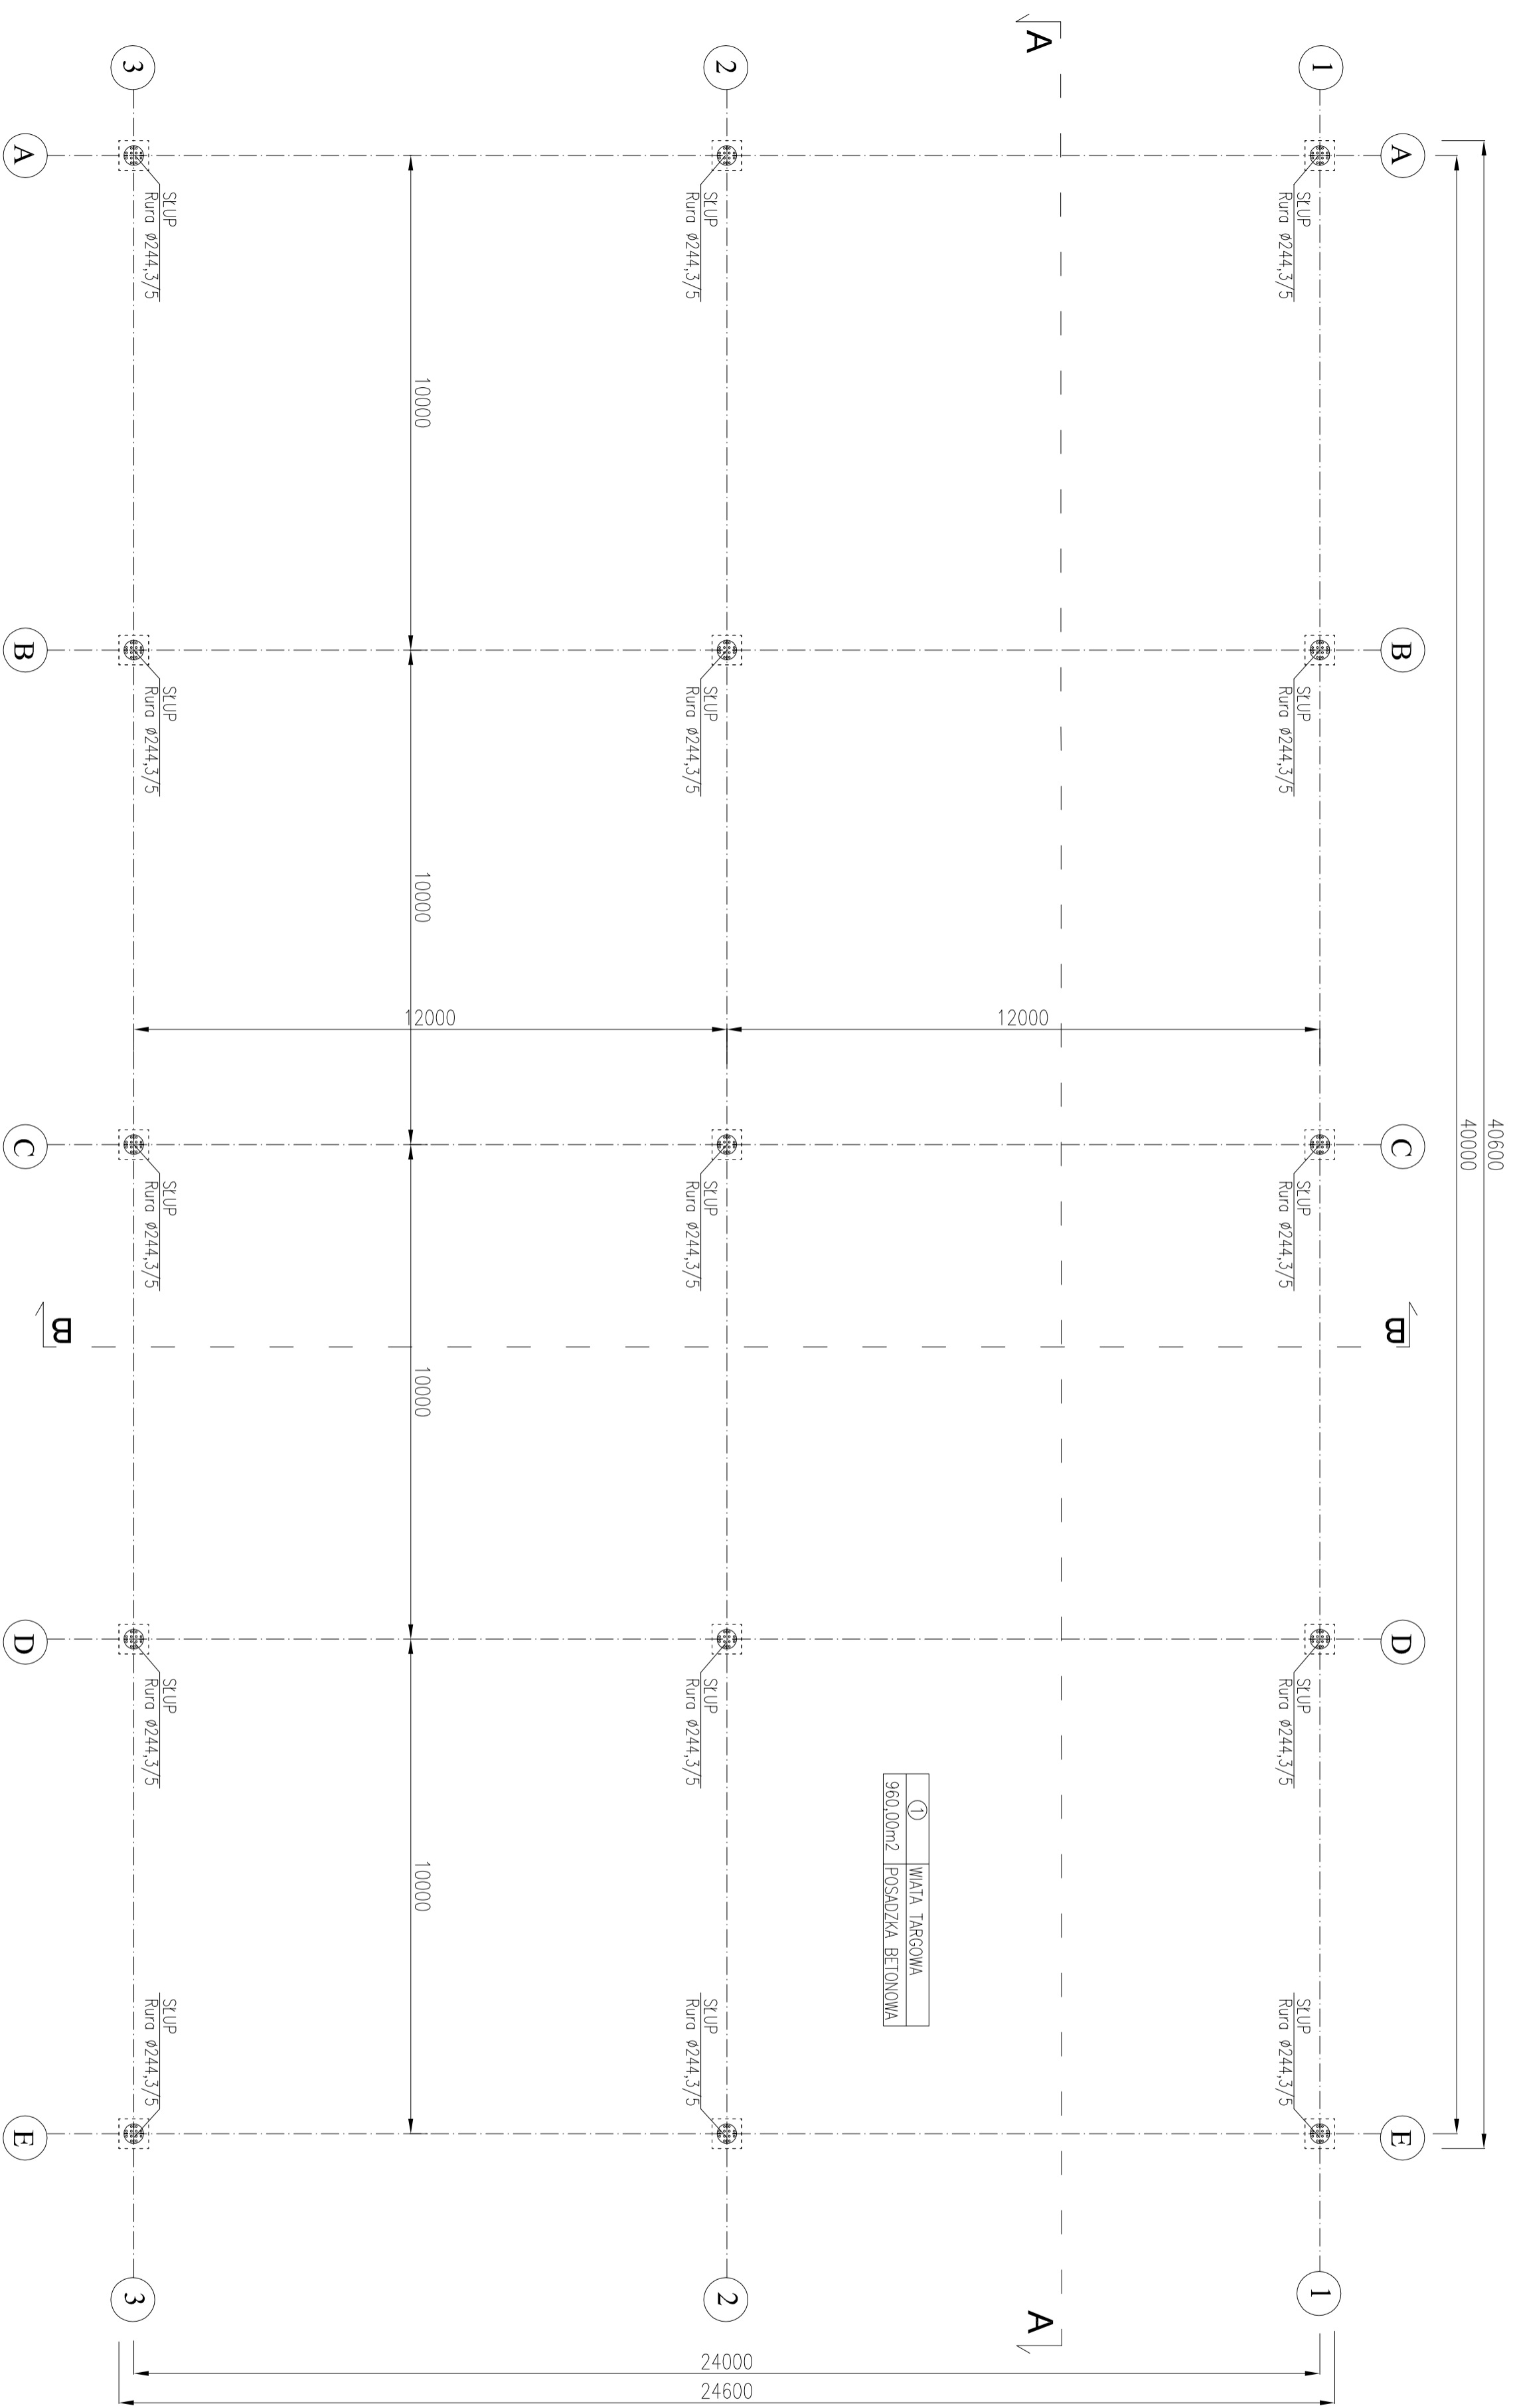 40600
40000
A
B
C
D
E
B
1
1
SŁUP
Rura Ø244,3/5
SŁUP
Rura Ø244,3/5
SŁUP
Rura Ø244,3/5
SŁUP
Rura Ø244,3/5
SŁUP
Rura Ø244,3/5
A
A
12000
1 WIATA TARGOWA
960,00m2 POSADZKA BETONOWA
2
2
24000
24600
SŁUP
Rura Ø244,3/5
SŁUP
Rura Ø244,3/5
SŁUP
Rura Ø244,3/5
SŁUP
Rura Ø244,3/5
SŁUP
Rura Ø244,3/5
10000
10000
12000
10000
10000
3
3
SŁUP
Rura Ø244,3/5
SŁUP
Rura Ø244,3/5
SŁUP
Rura Ø244,3/5
SŁUP
Rura Ø244,3/5
SŁUP
Rura Ø244,3/5
B
A
B
C
D
E